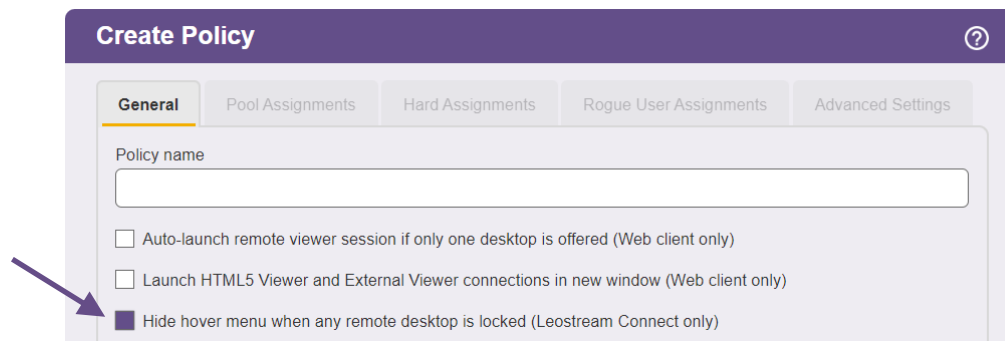 Create Policy
?
General
Pool Assignments
Hard Assignments
Rogue User Assignments
Advanced Settings
Policy name
Auto-launch remote viewer session if only one desktop is offered (Web client only)
Launch HTML5 Viewer and External Viewer connections in new window (Web client only)
Hide hover menu when any remote desktop is locked (Leostream Connect only)